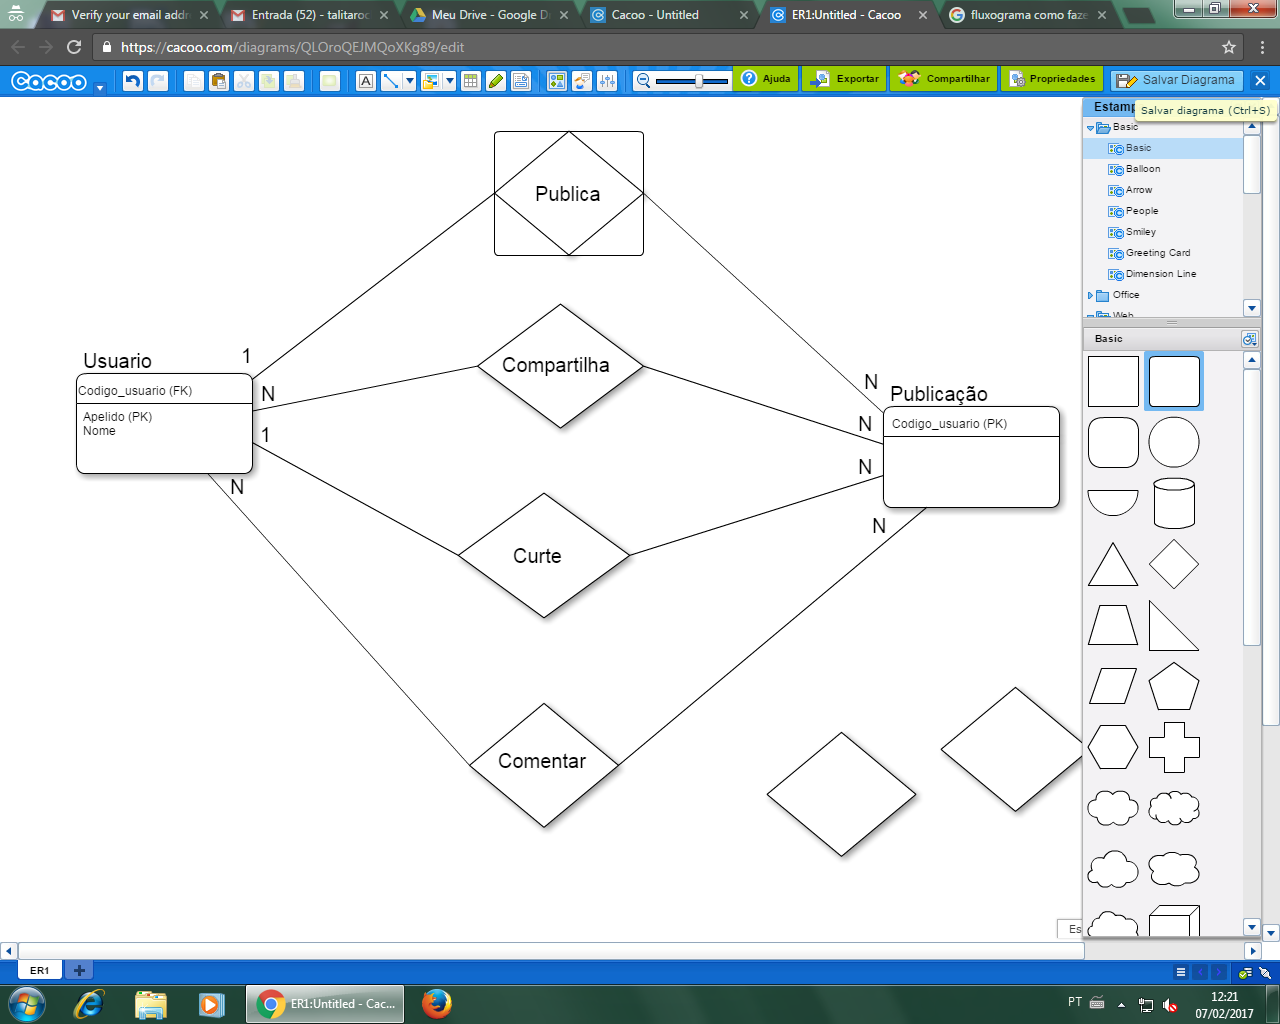 Verify your email addr
Entrada (52) - talitaroc
Meu Drive - Google D
Cacoo - Untitled
ER1:Untitled - Cacoo
fluxograma como faze
https://cacoo.com/diagrams/QLOroQEJMQoXKg89/edit
Cacoo
Ajuda
Exportar
Compartilhar
Propriedades
Salvar Diagrama
Estamp
Salvar diagrama (Ctrl+S)
Basic
Basic
Balloon
Arrow
People
Smiley
Greeting Card
Dimension Line
Office
Web
Basic
Publica
Compartilha
Curte
Comentar
Usuario
Codigo_usuario (FK)
Apelido (PK)
Nome
1
N
1
N
Publicação
Codigo_usuario (PK)
N
N
N
N
Es
ER1
ER1:Untitled - Cac...
PT
12:21
07/02/2017